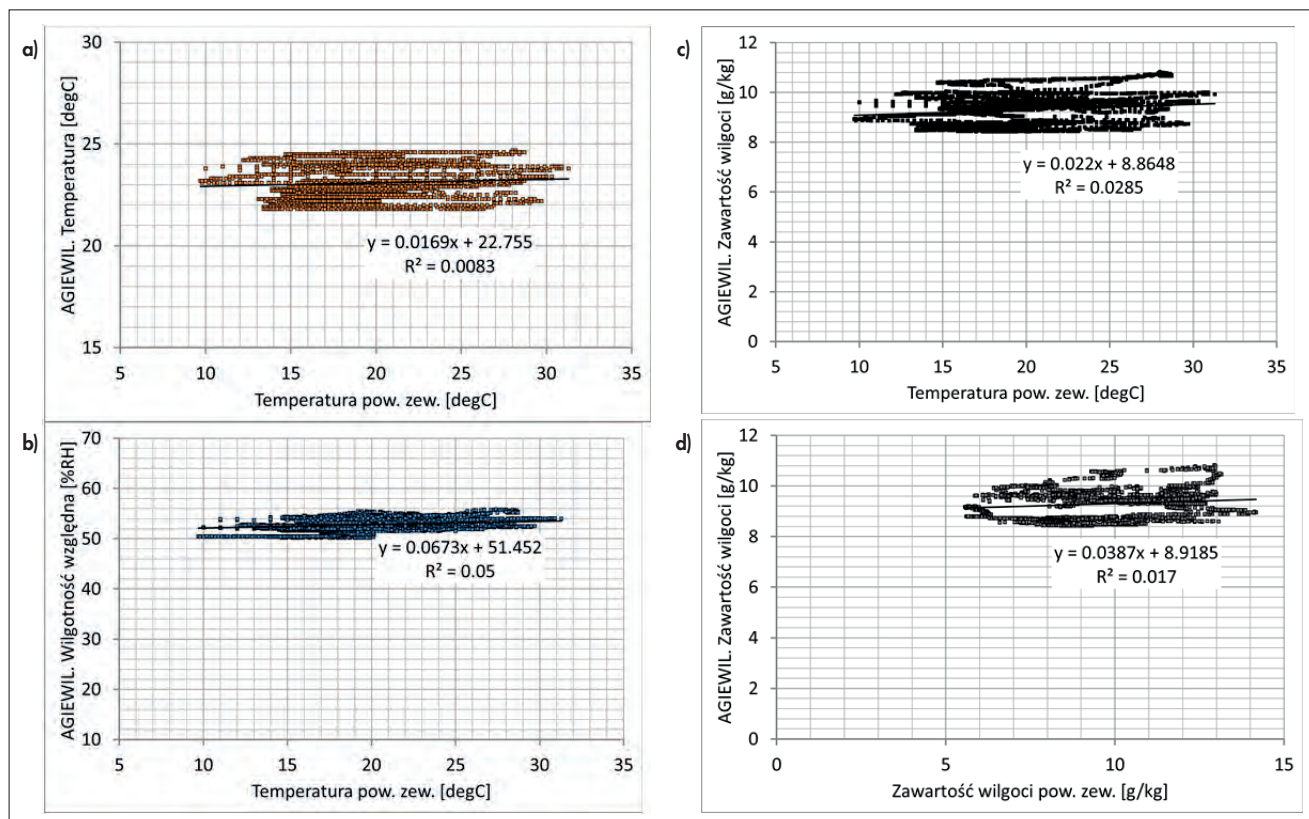 a)
30
25
20
15
AGIEWIL. Temperatura [degC]
y = 0.0169x + 22.755
R² = 0.0083
5 10 15 20 25 30 35
Temperatura pow. zew. [degC]
b)
70
60
50
40
30
20
10
AGIEWIL. Wilgotność względna [%RH]
y = 0.0673x + 51.452
R² = 0.05
5 10 15 20 25 30 35
Temperatura pow. zew. [degC]
c)
12
10
8
6
4
2
0
AGIEWIL. Zawartość wilgoci [g/kg]
y = 0.022x + 8.8648
R² = 0.0285
5 10 15 20 25 30 35
Temperatura pow. zew. [degC]
d)
12
10
8
6
4
2
0
AGIEWIL. Zawartość wilgoci [g/kg]
y = 0.0387x + 8.9185
R² = 0.017
0 5 10 15
Zawartość wilgoci pow. zew. [g/kg]